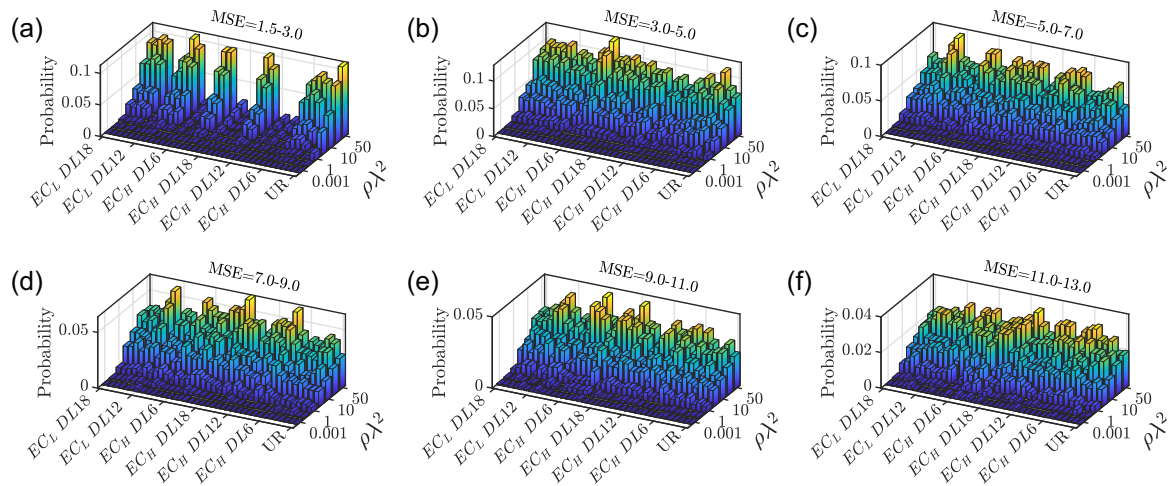 (a)
MSE=1.5-3.0
Probability
0.1
0.05
0
EC_L DL18
EC_L DL12
EC_H DL6
EC_H DL18
EC_H DL12
EC_H DL6
UR
0.001
1
10
50
ρλ²
(b)
MSE=3.0-5.0
Probability
0.1
0.05
0
EC_L DL18
EC_L DL12
EC_H DL6
EC_H DL18
EC_H DL12
EC_H DL6
UR
0.001
1
10
50
ρλ²
(c)
MSE=5.0-7.0
Probability
0.1
0.05
0
EC_L DL18
EC_L DL12
EC_H DL6
EC_H DL18
EC_H DL12
EC_H DL6
UR
0.001
1
10
50
ρλ²
(d)
MSE=7.0-9.0
Probability
0.05
0
EC_L DL18
EC_L DL12
EC_H DL6
EC_H DL18
EC_H DL12
EC_H DL6
UR
0.001
1
10
50
ρλ²
(e)
MSE=9.0-11.0
Probability
0.05
0
EC_L DL18
EC_L DL12
EC_H DL6
EC_H DL18
EC_H DL12
EC_H DL6
UR
0.001
1
10
50
ρλ²
(f)
MSE=11.0-13.0
Probability
0.04
0.02
0
EC_L DL18
EC_L DL12
EC_H DL6
EC_H DL18
EC_H DL12
EC_H DL6
UR
0.001
1
10
50
ρλ²